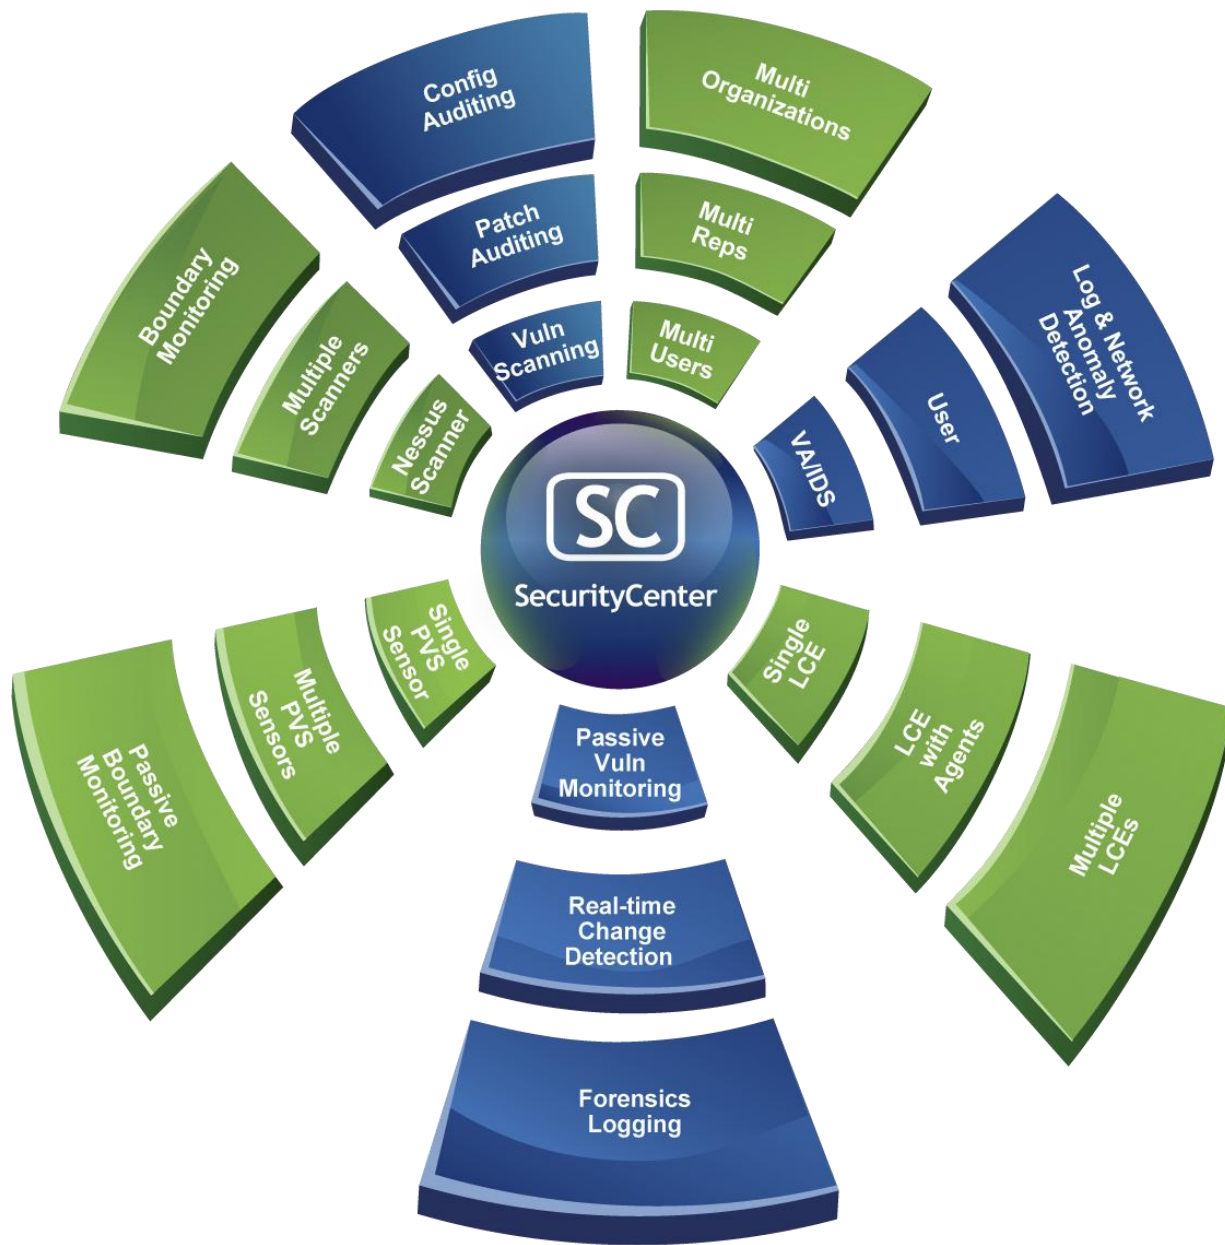 Config
Auditing
Multi
Organizations
Patch
Auditing
Multi
Reps
Vuln
Scanning
Multi
Users
Boundary
Monitoring
Multiple
Scanners
Nessus
Scanner
VA/IDS
User
Log & Network
Anomaly
Detection
SC
SecurityCenter
Single
PVS
Sensor
Multiple
PVS
Sensors
Passive
Boundary
Monitoring
Single
LCE
LCE
with
Agents
Multiple
LCEs
Passive
Vuln
Monitoring
Real-time
Change
Detection
Forensics
Logging